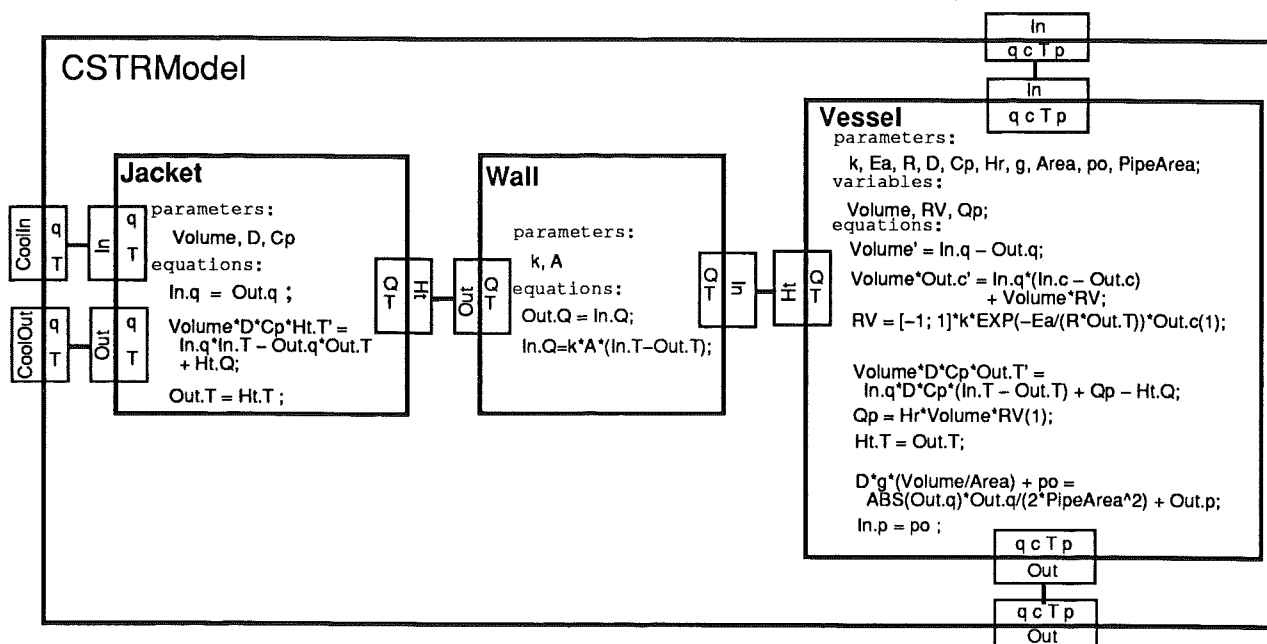 In
q c T p
CSTRModel
In
q c T p
Vessel
parameters:
k, Ea, R, D, Cp, Hr, g, Area, po, PipeArea;
variables:
Volume, RV, Qp;
equations:
Volume' = In.q – Out.q;
Volume*Out.c' = In.q*(In.c – Out.c)
+ Volume*RV;
RV = [–1; 1]*k*EXP(–Ea/(R*Out.T))*Out.c(1);
Volume*D*Cp*Out.T' =
In.q*D*Cp*(In.T – Out.T) + Qp – Ht.Q;
Qp = Hr*Volume*RV(1);
Ht.T = Out.T;
D*g*(Volume/Area) + po =
ABS(Out.q)*Out.q/(2*PipeArea^2) + Out.p;
In.p = po ;
Jacket
parameters:
Volume, D, Cp
equations:
In.q = Out.q ;
Volume*D*Cp*Ht.T' =
In.q*In.T – Out.q*Out.T
+ Ht.Q;
Out.T = Ht.T ;
Wall
parameters:
k, A
equations:
Out.Q = In.Q;
In.Q=k*A*(In.T–Out.T);
CoolIn
q
T
In
q
T
CoolOut
q
T
Out
q
T
Q
T
Ht
Out
Q
T
Q
T
In
Ht
Q
T
q c T p
Out
q c T p
Out